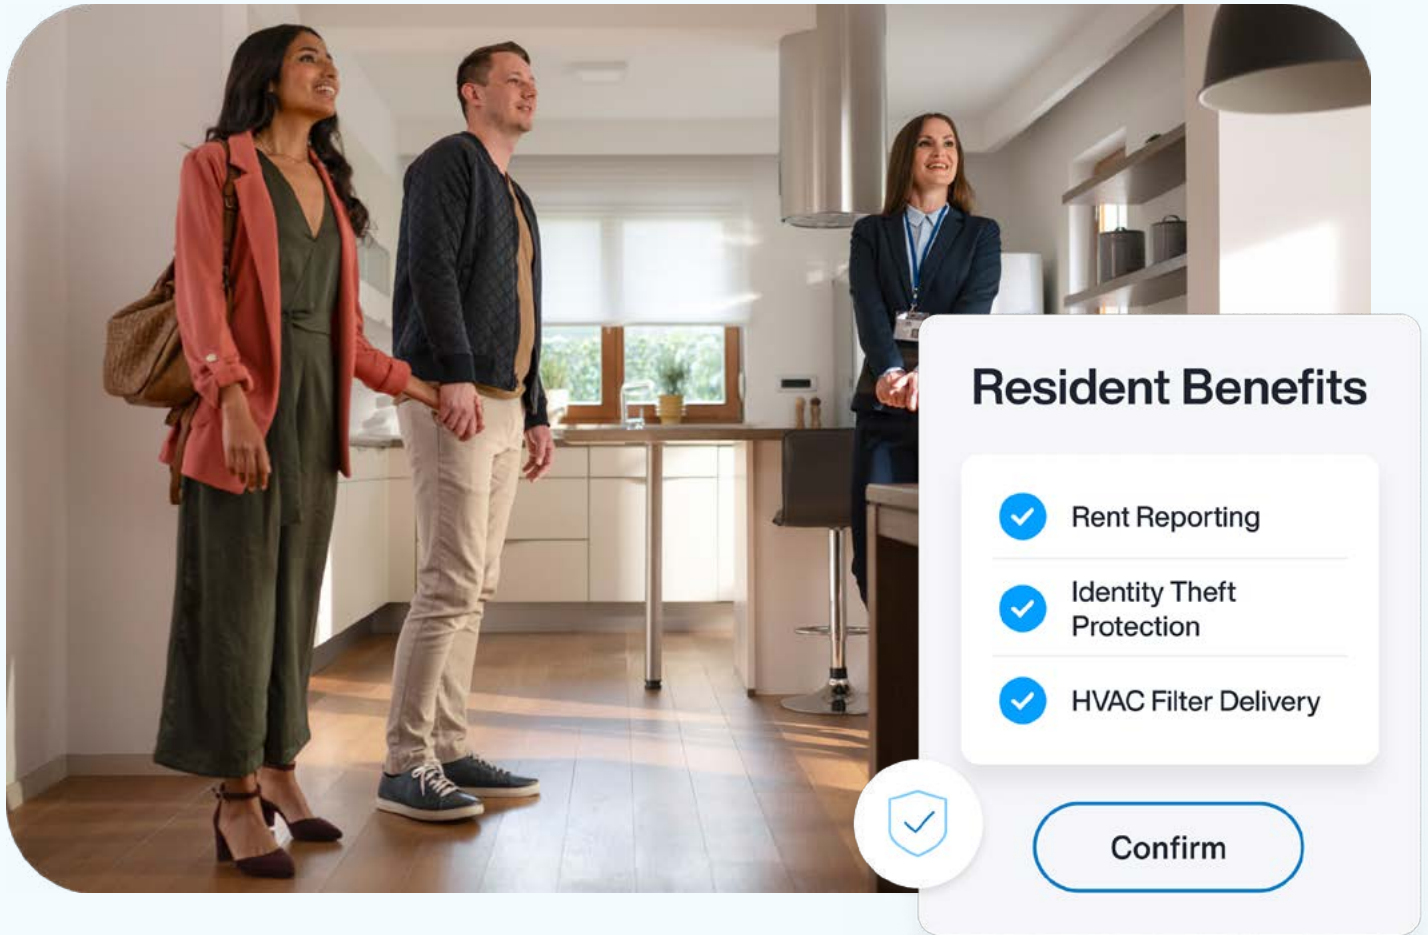 Resident Benefits
Rent Reporting
Identity Theft
Protection
HVAC Filter Delivery
Confirm